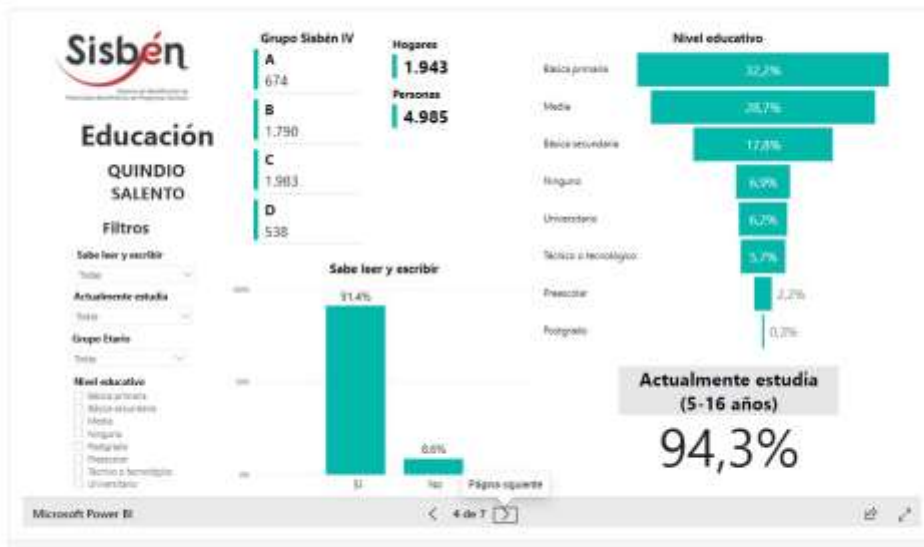 Sisbén
Educación
QUINDIO
SALENTO
Filtros
Sabe leer y escribir
Todas
Actualmente estudia
Todas
Grupo Etario
Todas
Nivel educativo
Básica primaria
Básica secundaria
Media
Ninguno
Postgrado
Preescolar
Técnico o tecnológico
Universitario
Grupo Sisbén IV
A
674
B
1.790
C
1.983
D
538
Hogares
1.943
Personas
4.985
Sabe leer y escribir
91.4%
8.6%
0%
Sí
No
Nivel educativo
Básica primaria
32,2%
Media
28,7%
Básica secundaria
17,8%
Ninguno
6,9%
Universitario
6,2%
Técnico o tecnológico
5,7%
Preescolar
2,2%
Postgrado
0,3%
Actualmente estudia
(5-16 años)
94,3%
Página siguiente
Microsoft Power BI
4 de 7